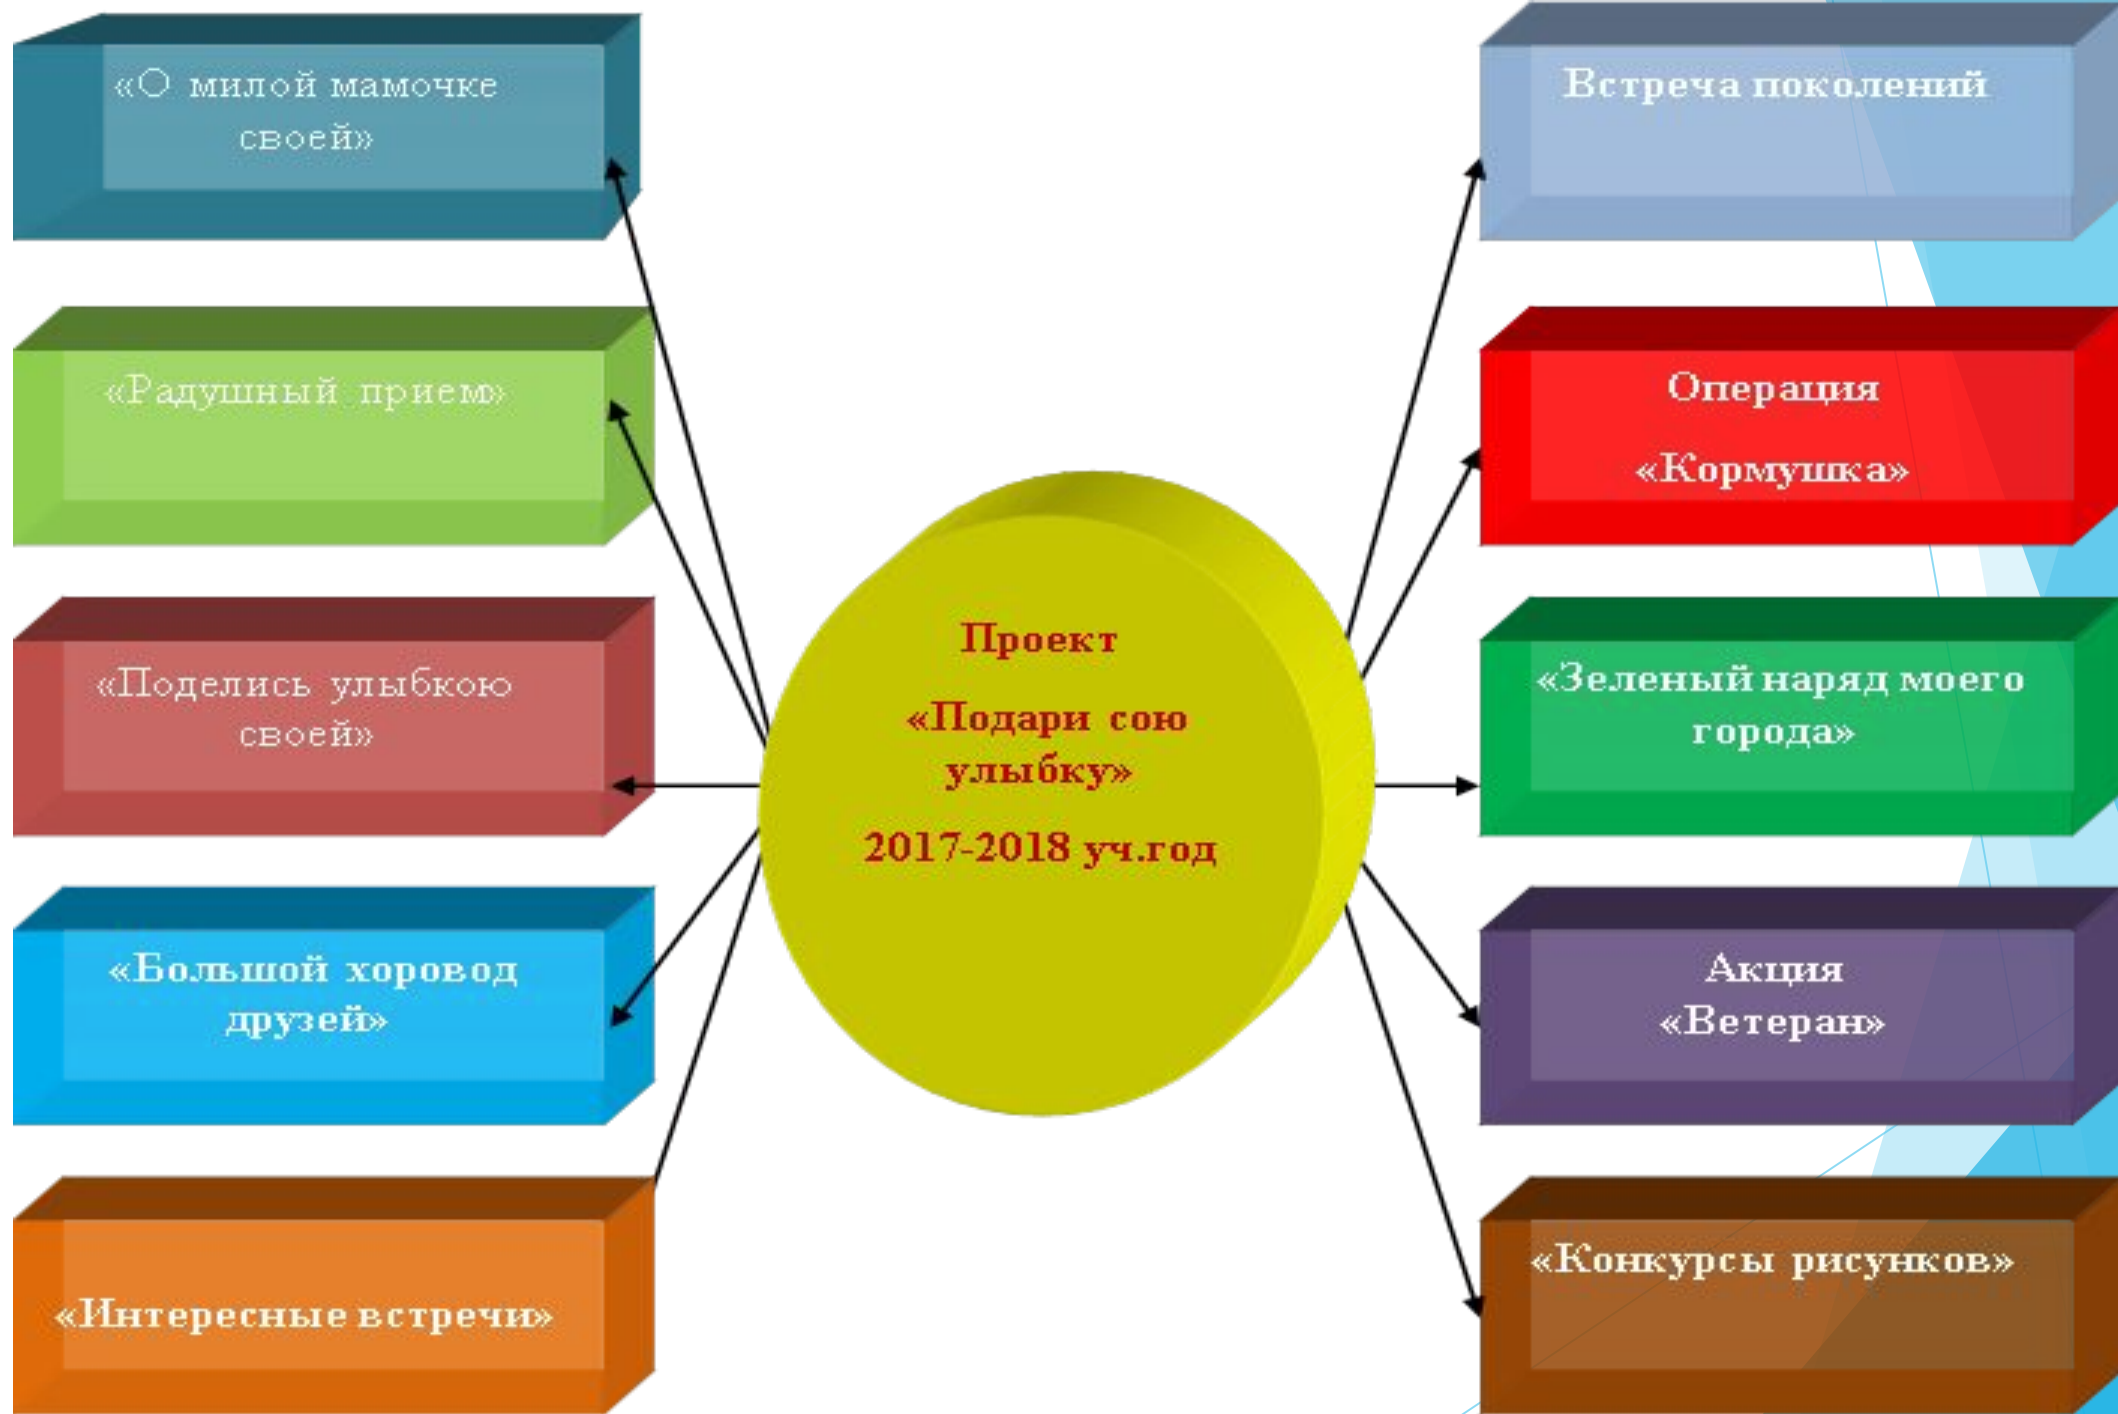 «О милой мамочке
своей»
«Радушный прием»
«Поделись улыбкою
своей»
«Большой хоровод
друзей»
«Интересные встречи»
Проект
«Подари сою
улыбку»
2017-2018 уч.год
Встреча поколений
Операция
«Кормушка»
«Зеленый наряд моего
города»
Акция
«Ветеран»
«Конкурсы рисунков»